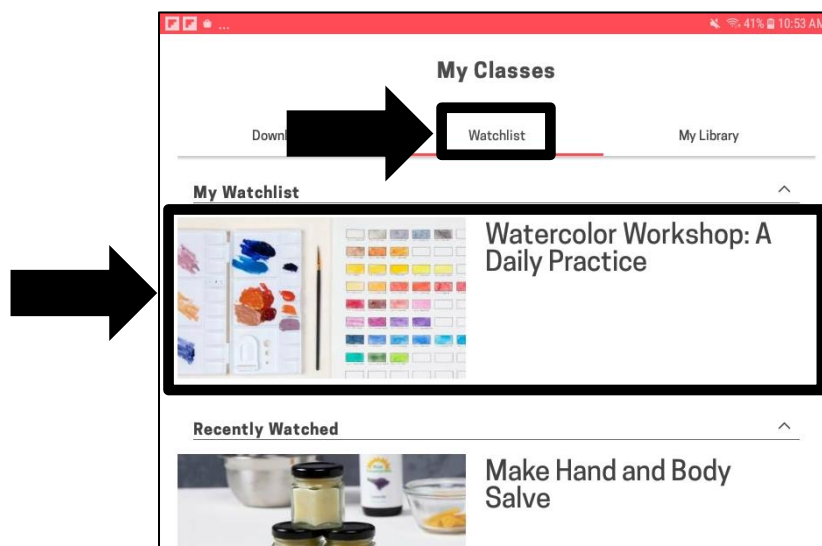 ... 41% 10:53 AM
My Classes
Watchlist My Library
My Watchlist
Watercolor Workshop: A
Daily Practice
Recently Watched
Make Hand and Body
Salve